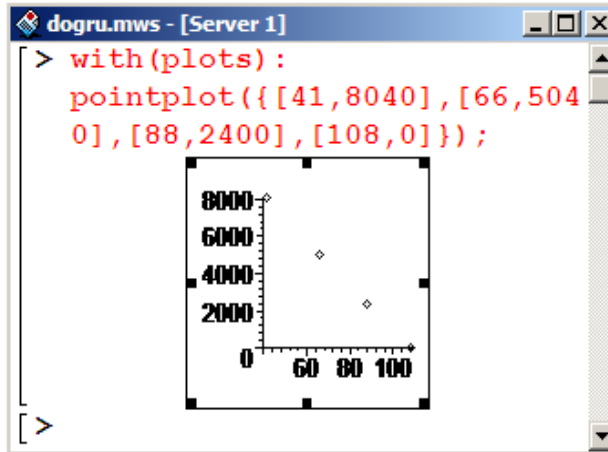 dogru.mws - [Server 1]
> with(plots):
pointplot({[41,8040],[66,504
0],[88,2400],[108,0]});
8000
6000
4000
2000
0
60 80 100
>